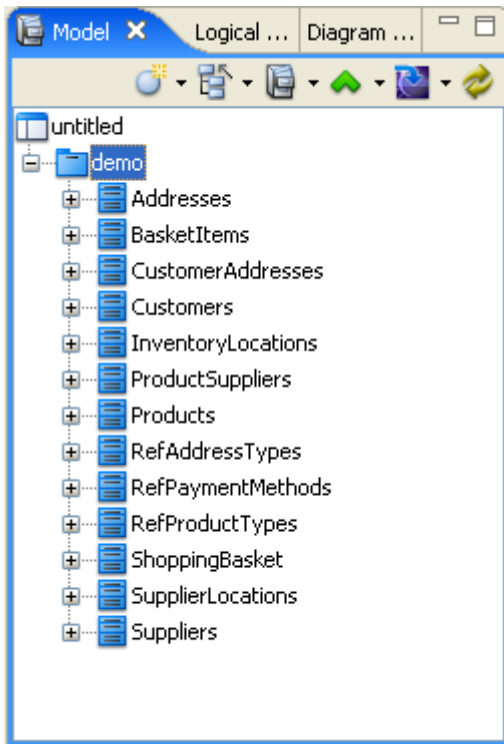 Model Logical ... Diagram ...
untitled
demo
Addresses
BasketItems
CustomerAddresses
Customers
InventoryLocations
ProductSuppliers
Products
RefAddressTypes
RefPaymentMethods
RefProductTypes
ShoppingBasket
SupplierLocations
Suppliers